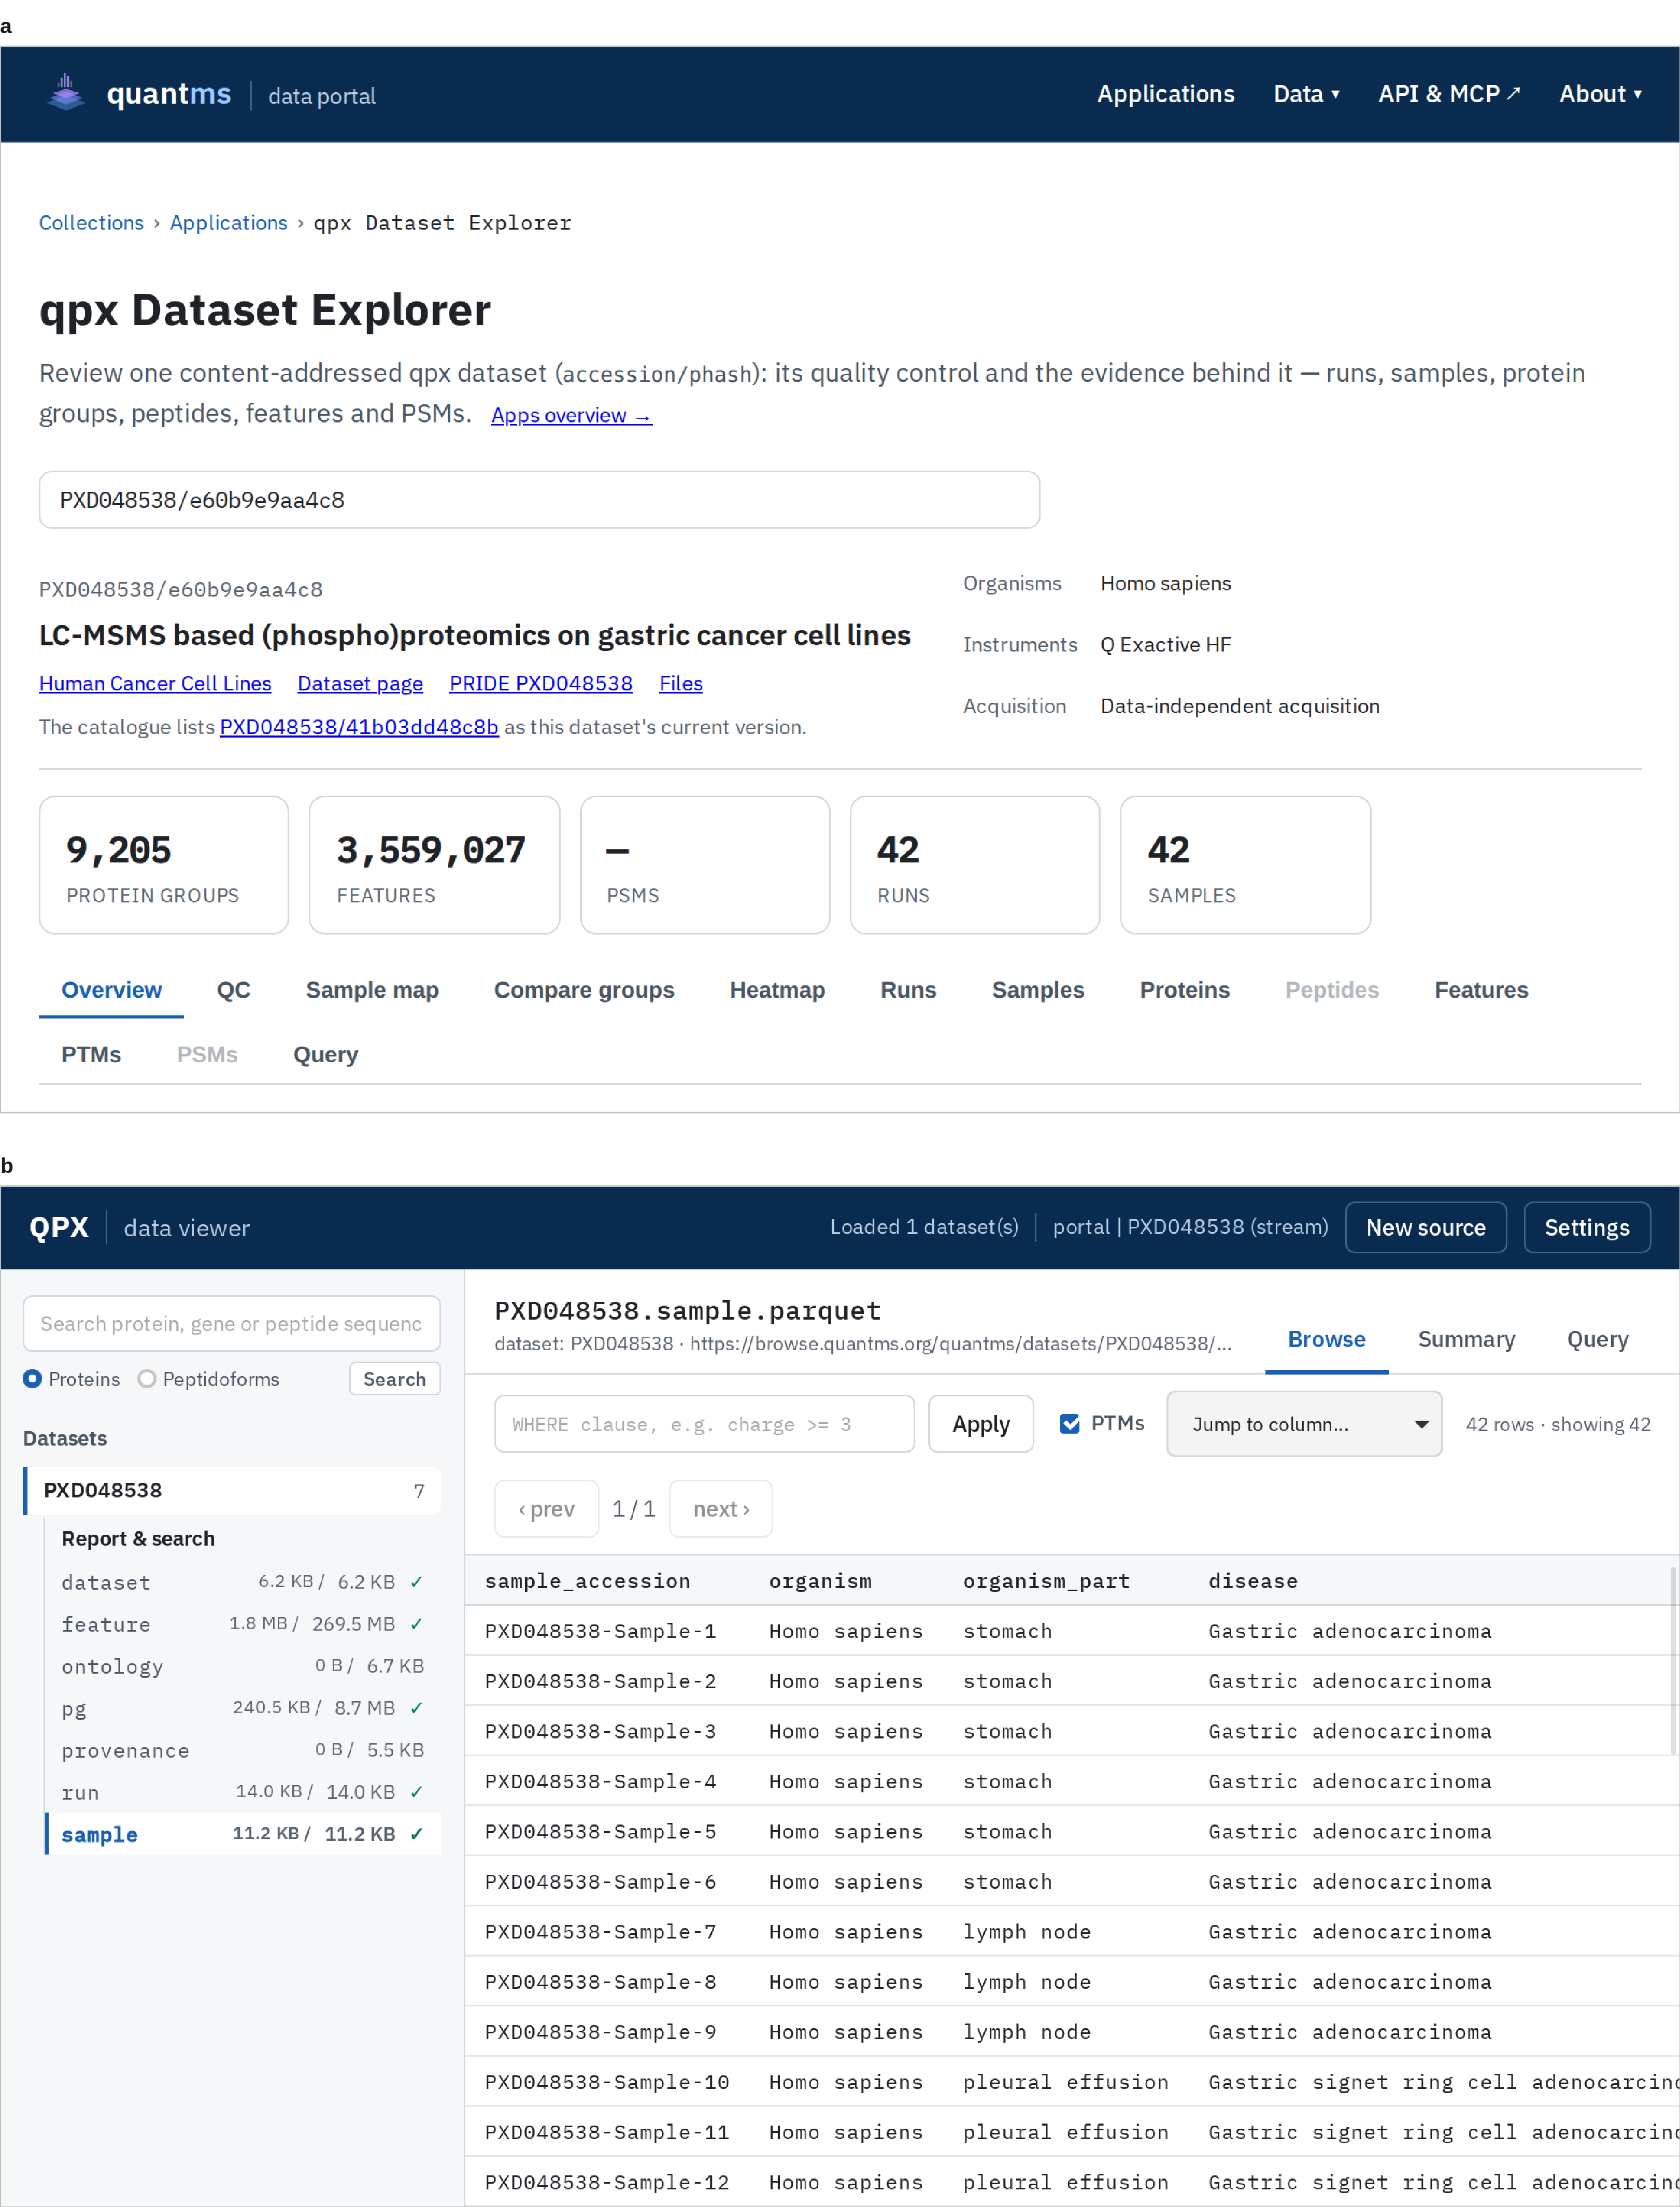 a
quantms | data portal
Applications Data ▾ API & MCP ↗ About ▾
Collections › Applications › qpx Dataset Explorer
qpx Dataset Explorer
Review one content-addressed qpx dataset (accession/phash): its quality control and the evidence behind it — runs, samples, protein
groups, peptides, features and PSMs. Apps overview →
PXD048538/e60b9e9aa4c8
PXD048538/e60b9e9aa4c8
LC-MSMS based (phospho)proteomics on gastric cancer cell lines
Human Cancer Cell Lines Dataset page PRIDE PXD048538 Files
The catalogue lists PXD048538/41b03dd48c8b as this dataset's current version.
Organisms Homo sapiens
Instruments Q Exactive HF
Acquisition Data-independent acquisition
9,205
PROTEIN GROUPS
3,559,027
FEATURES
—
PSMS
42
RUNS
42
SAMPLES
Overview QC Sample map Compare groups Heatmap Runs Samples Proteins Peptides Features
PTMs PSMs Query
b
QPX | data viewer
Loaded 1 dataset(s) | portal | PXD048538 (stream) New source Settings
Search protein, gene or peptide sequenc
Proteins Peptidoforms Search
Datasets
PXD048538 7
Report & search
dataset 6.2 KB / 6.2 KB ✓
feature 1.8 MB / 269.5 MB ✓
ontology 0 B / 6.7 KB
pg 240.5 KB / 8.7 MB ✓
provenance 0 B / 5.5 KB
run 14.0 KB / 14.0 KB ✓
sample 11.2 KB / 11.2 KB ✓
PXD048538.sample.parquet
dataset: PXD048538 · https://browse.quantms.org/quantms/datasets/PXD048538/...
Browse Summary Query
WHERE clause, e.g. charge >= 3 Apply PTMs Jump to column... 42 rows · showing 42
‹ prev 1 / 1 next ›
sample_accession organism organism_part disease
PXD048538-Sample-1 Homo sapiens stomach Gastric adenocarcinoma
PXD048538-Sample-2 Homo sapiens stomach Gastric adenocarcinoma
PXD048538-Sample-3 Homo sapiens stomach Gastric adenocarcinoma
PXD048538-Sample-4 Homo sapiens stomach Gastric adenocarcinoma
PXD048538-Sample-5 Homo sapiens stomach Gastric adenocarcinoma
PXD048538-Sample-6 Homo sapiens stomach Gastric adenocarcinoma
PXD048538-Sample-7 Homo sapiens lymph node Gastric adenocarcinoma
PXD048538-Sample-8 Homo sapiens lymph node Gastric adenocarcinoma
PXD048538-Sample-9 Homo sapiens lymph node Gastric adenocarcinoma
PXD048538-Sample-10 Homo sapiens pleural effusion Gastric signet ring cell adenocarcino
PXD048538-Sample-11 Homo sapiens pleural effusion Gastric signet ring cell adenocarcino
PXD048538-Sample-12 Homo sapiens pleural effusion Gastric signet ring cell adenocarcino